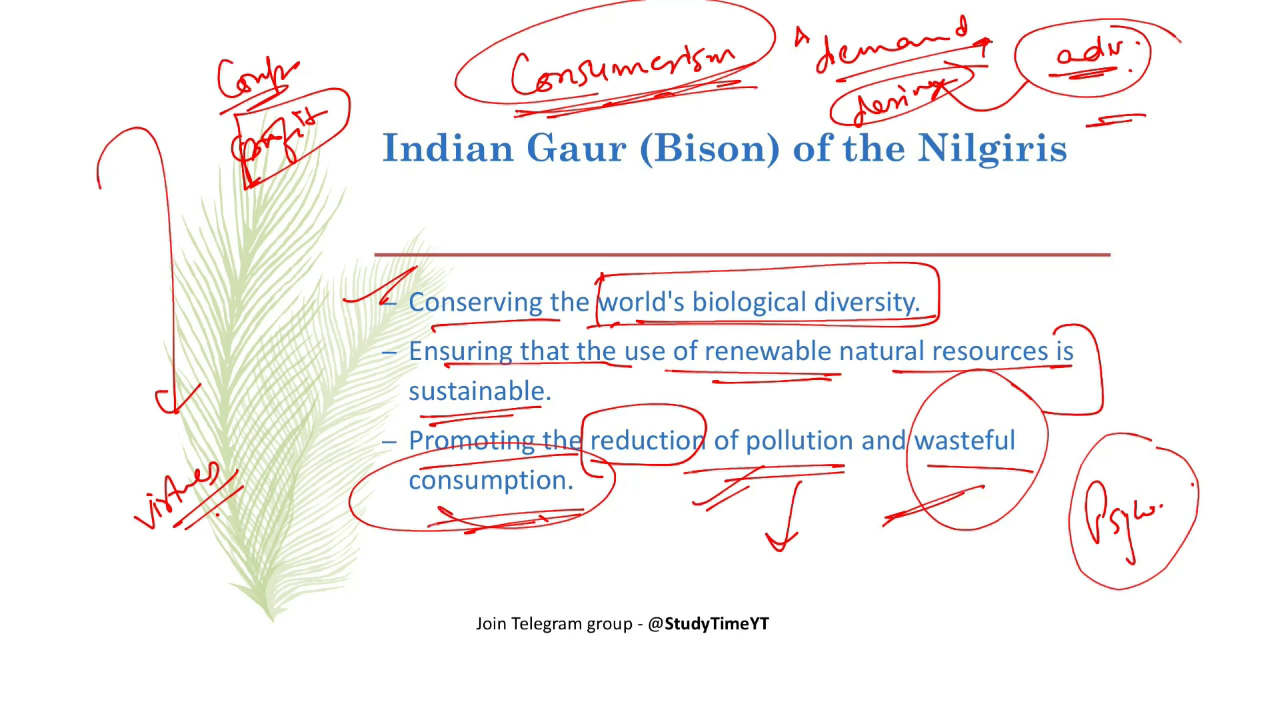 Consumerism
demand
adv.
desire
profit
Indian Gaur (Bison) of the Nilgiris
– Conserving the world's biological diversity.
– Ensuring that the use of renewable natural resources is
sustainable.
– Promoting the reduction of pollution and wasteful
consumption.
virtues
Join Telegram group - @StudyTimeYT